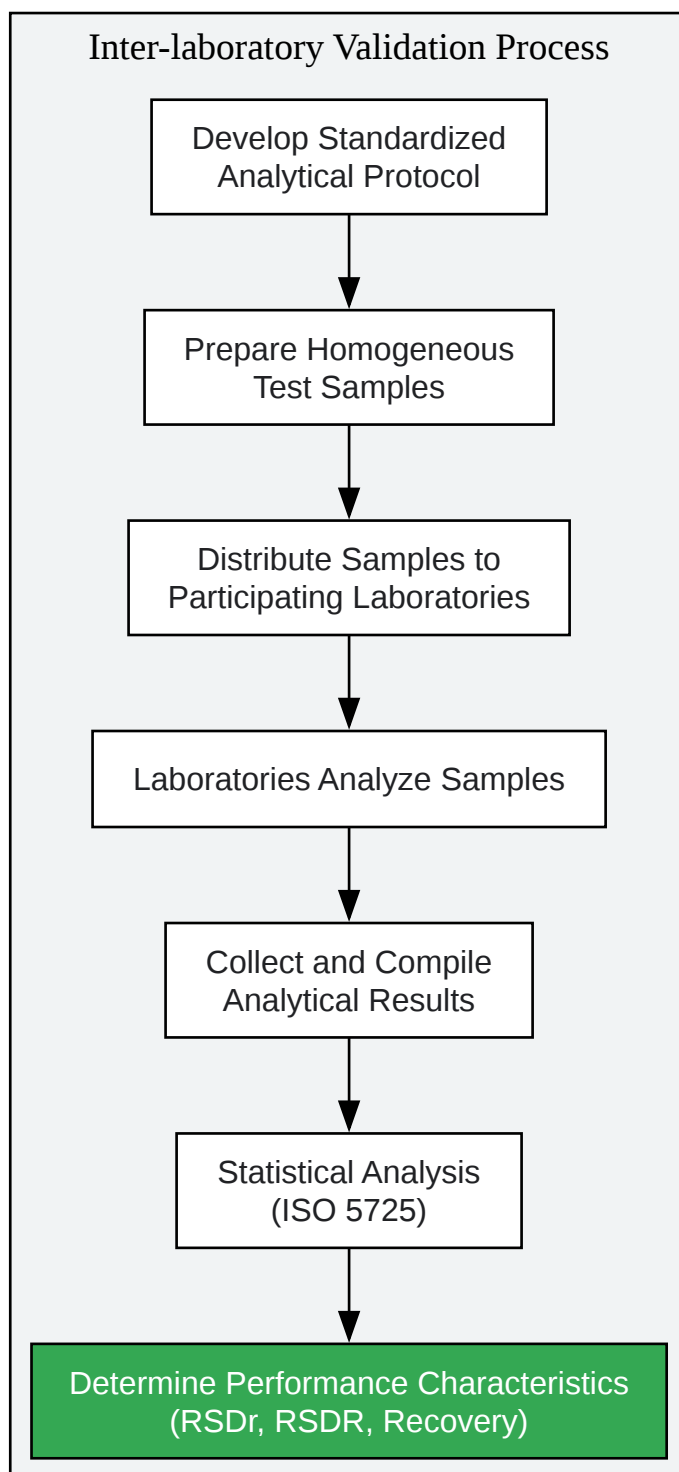 Inter-laboratory Validation Process
Develop Standardized
Analytical Protocol
Prepare Homogeneous
Test Samples
Distribute Samples to
Participating Laboratories
Laboratories Analyze Samples
Collect and Compile
Analytical Results
Statistical Analysis
(ISO 5725)
Determine Performance Characteristics
(RSDr, RSDR, Recovery)